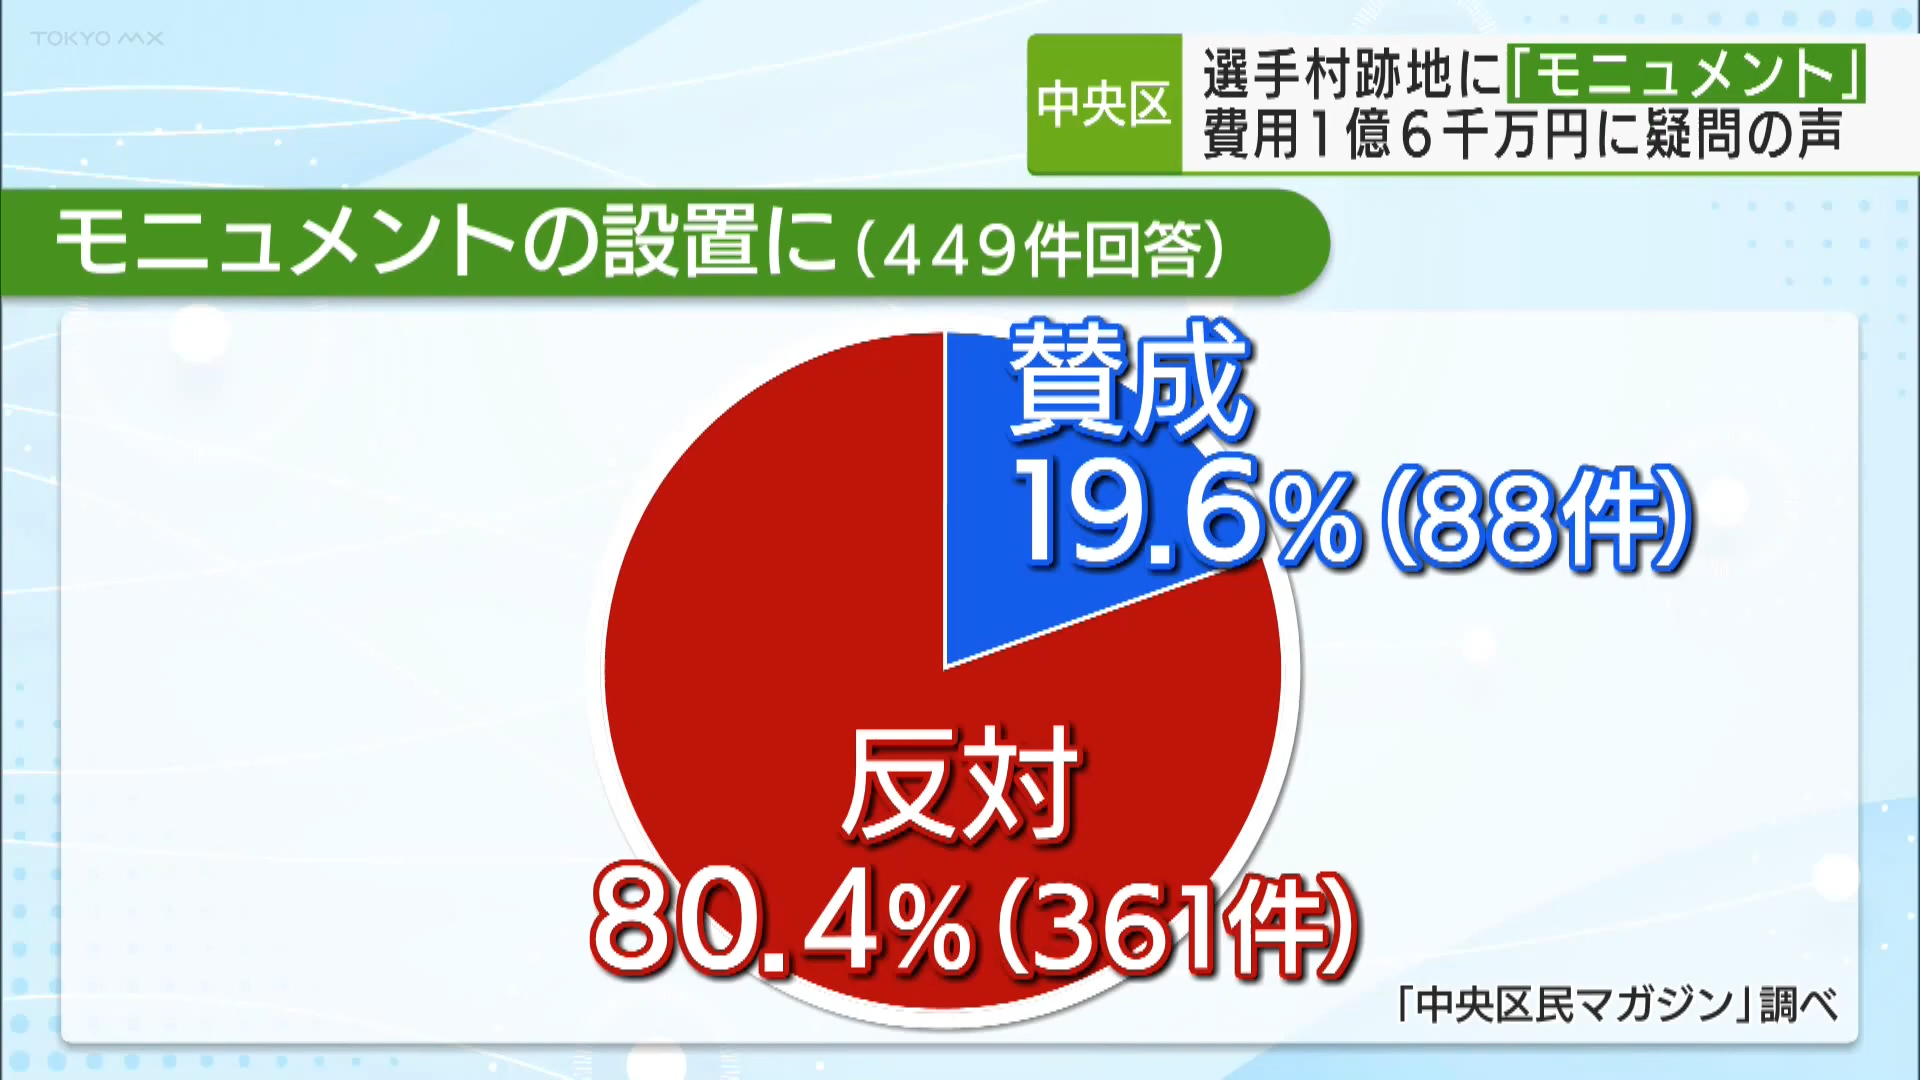 TOKYO MX
中央区
選手村跡地に「モニュメント」
費用1億6千万円に疑問の声
モニュメントの設置に(449件回答)
賛成
19.6%(88件)
反対
80.4%(361件)
「中央区民マガジン」調べ